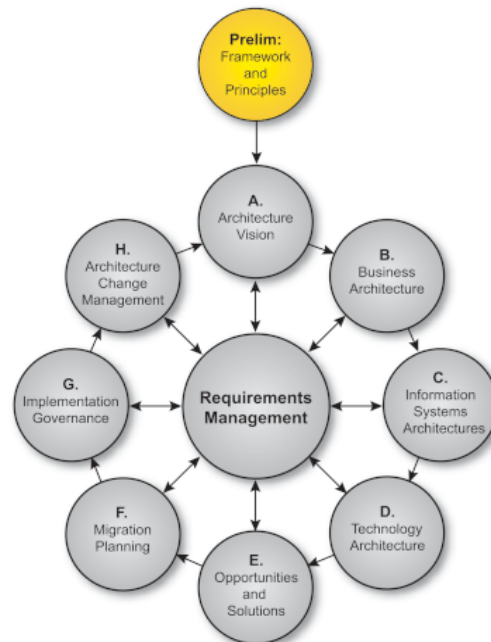 Prelim:
Framework
and
Principles
A.
Architecture
Vision
B.
Business
Architecture
C.
Information
Systems
Architectures
D.
Technology
Architecture
E.
Opportunities
and
Solutions
F.
Migration
Planning
G.
Implementation
Governance
H.
Architecture
Change
Management
Requirements
Management